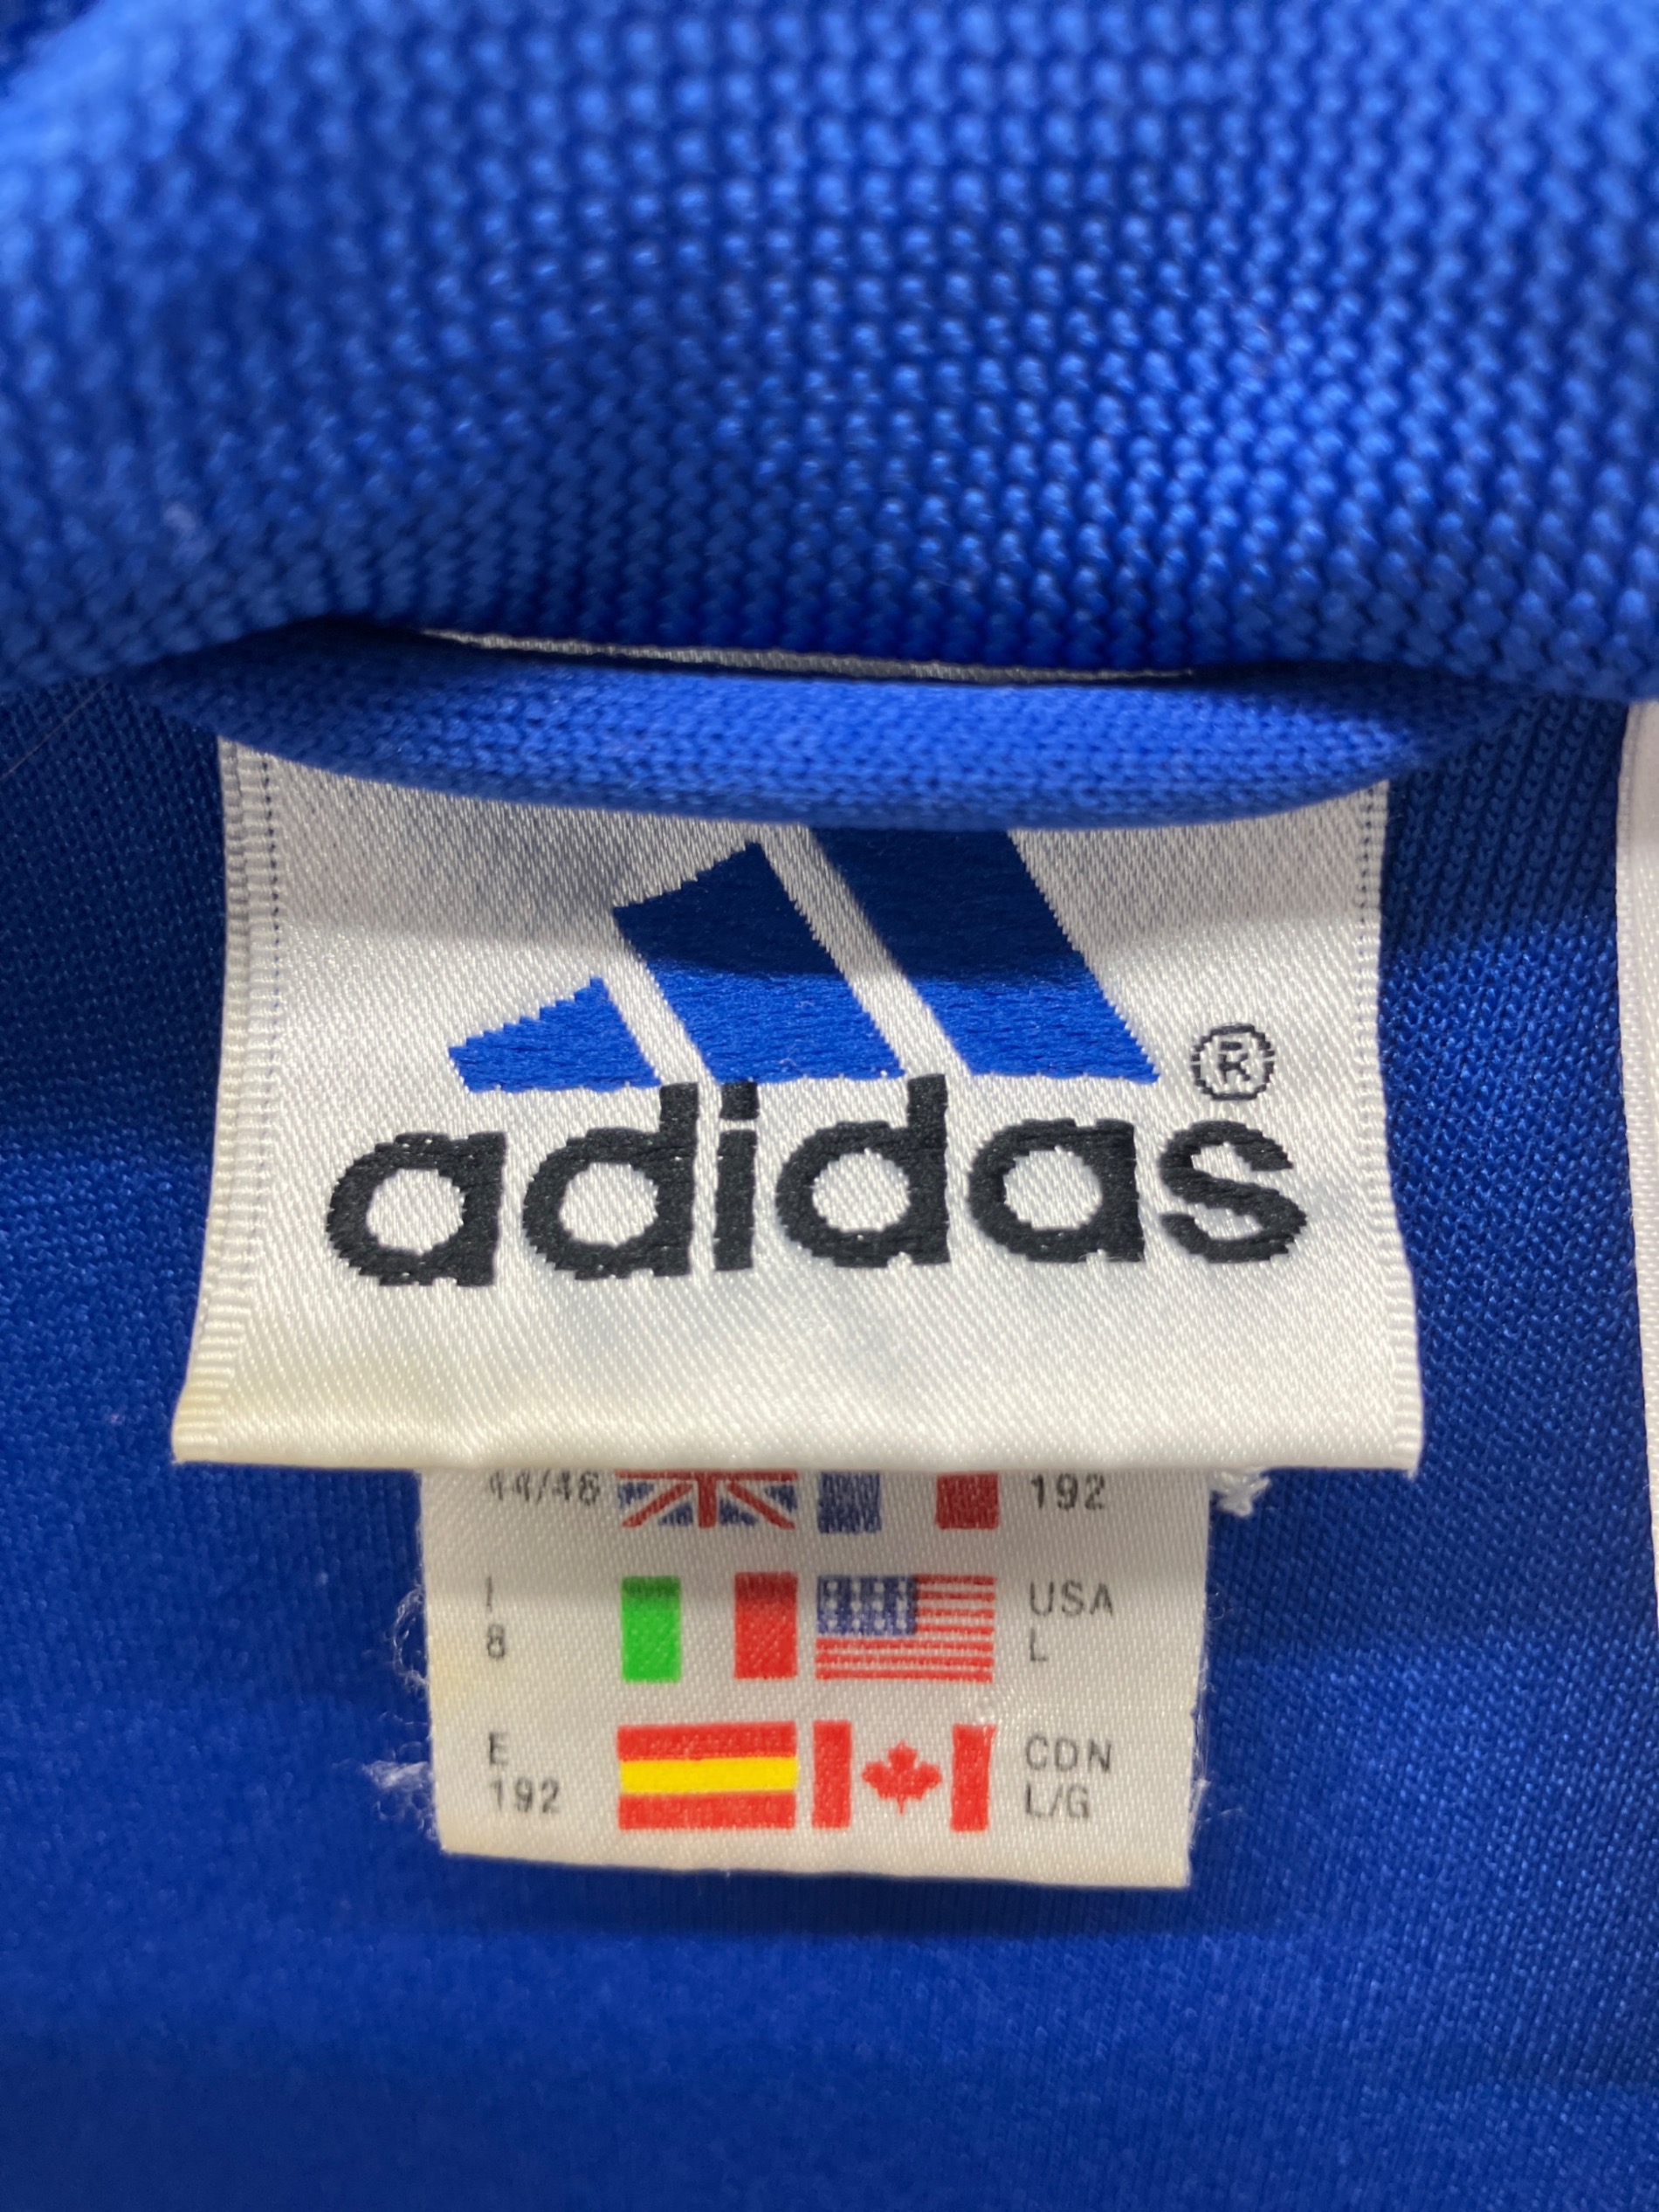 adidas®
44/46 192
I USA
8 L
E CDN
192 L/G